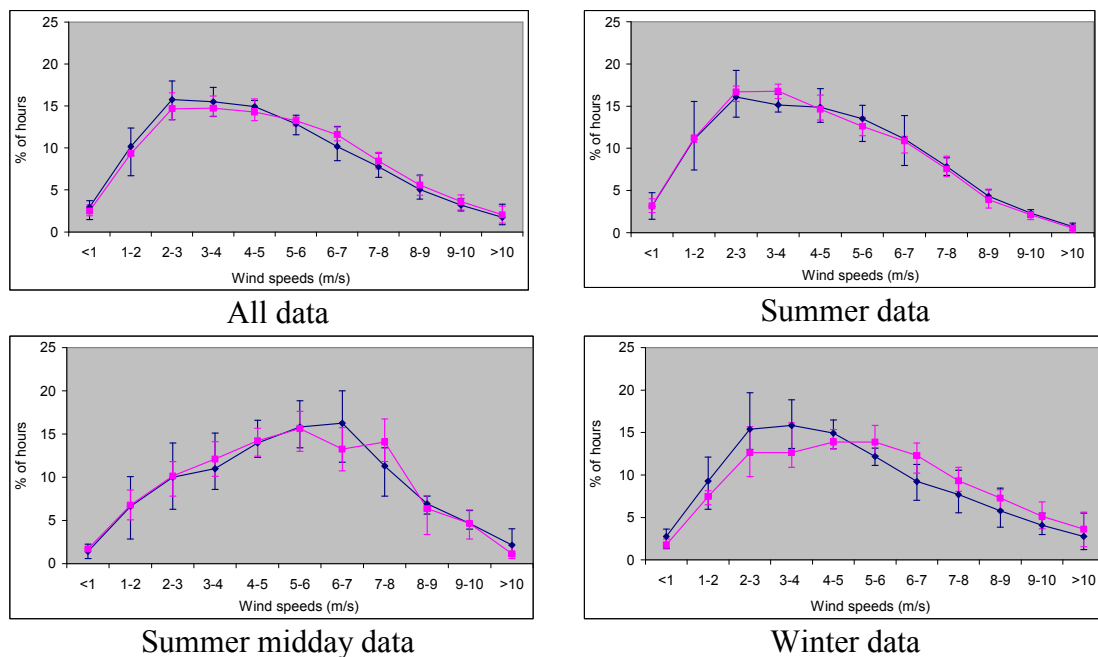 25
20
15
10
5
0
% of hours
<1 1-2 2-3 3-4 4-5 5-6 6-7 7-8 8-9 9-10 >10
Wind speeds (m/s)
All data
25
20
15
10
5
0
% of hours
<1 1-2 2-3 3-4 4-5 5-6 6-7 7-8 8-9 9-10 >10
Wind speeds (m/s)
Summer data
25
20
15
10
5
0
% of hours
<1 1-2 2-3 3-4 4-5 5-6 6-7 7-8 8-9 9-10 >10
Wind speeds (m/s)
Summer midday data
25
20
15
10
5
0
% of hours
<1 1-2 2-3 3-4 4-5 5-6 6-7 7-8 8-9 9-10 >10
Wind speeds (m/s)
Winter data